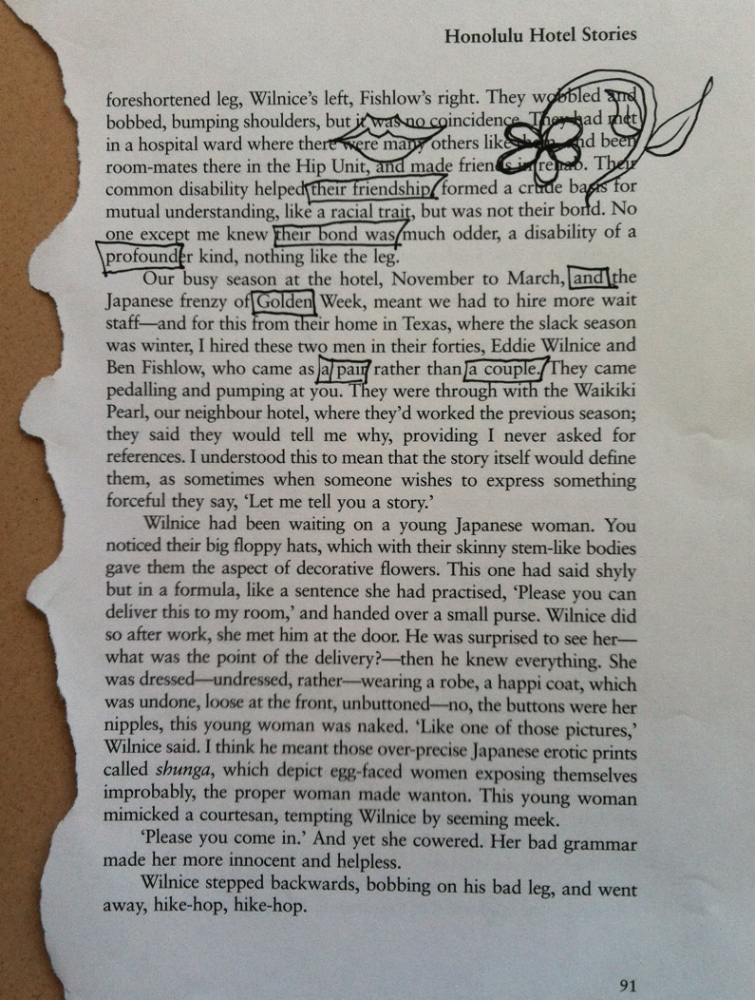 Honolulu Hotel Stories
foreshortened leg, Wilnice's left, Fishlow's right. They wobbled and
bobbed, bumping shoulders, but it was no coincidence. They had met
in a hospital ward where there were many others like them, and been
room-mates there in the Hip Unit, and made friends in rehab. Their
common disability helped their friendship, formed a crude basis for
mutual understanding, like a racial trait, but was not their bond. No
one except me knew their bond was much odder, a disability of a
profounder kind, nothing like the leg.
Our busy season at the hotel, November to March, and the
Japanese frenzy of Golden Week, meant we had to hire more wait
staff—and for this from their home in Texas, where the slack season
was winter, I hired these two men in their forties, Eddie Wilnice and
Ben Fishlow, who came as a pair rather than a couple. They came
pedalling and pumping at you. They were through with the Waikiki
Pearl, our neighbour hotel, where they'd worked the previous season;
they said they would tell me why, providing I never asked for
references. I understood this to mean that the story itself would define
them, as sometimes when someone wishes to express something
forceful they say, 'Let me tell you a story.'
Wilnice had been waiting on a young Japanese woman. You
noticed their big floppy hats, which with their skinny stem-like bodies
gave them the aspect of decorative flowers. This one had said shyly
but in a formula, like a sentence she had practised, 'Please you can
deliver this to my room,' and handed over a small purse. Wilnice did
so after work, she met him at the door. He was surprised to see her—
what was the point of the delivery?—then he knew everything. She
was dressed—undressed, rather—wearing a robe, a happi coat, which
was undone, loose at the front, unbuttoned—no, the buttons were her
nipples, this young woman was naked. 'Like one of those pictures,'
Wilnice said. I think he meant those over-precise Japanese erotic prints
called shunga, which depict egg-faced women exposing themselves
improbably, the proper woman made wanton. This young woman
mimicked a courtesan, tempting Wilnice by seeming meek.
'Please you come in.' And yet she cowered. Her bad grammar
made her more innocent and helpless.
Wilnice stepped backwards, bobbing on his bad leg, and went
away, hike-hop, hike-hop.
91